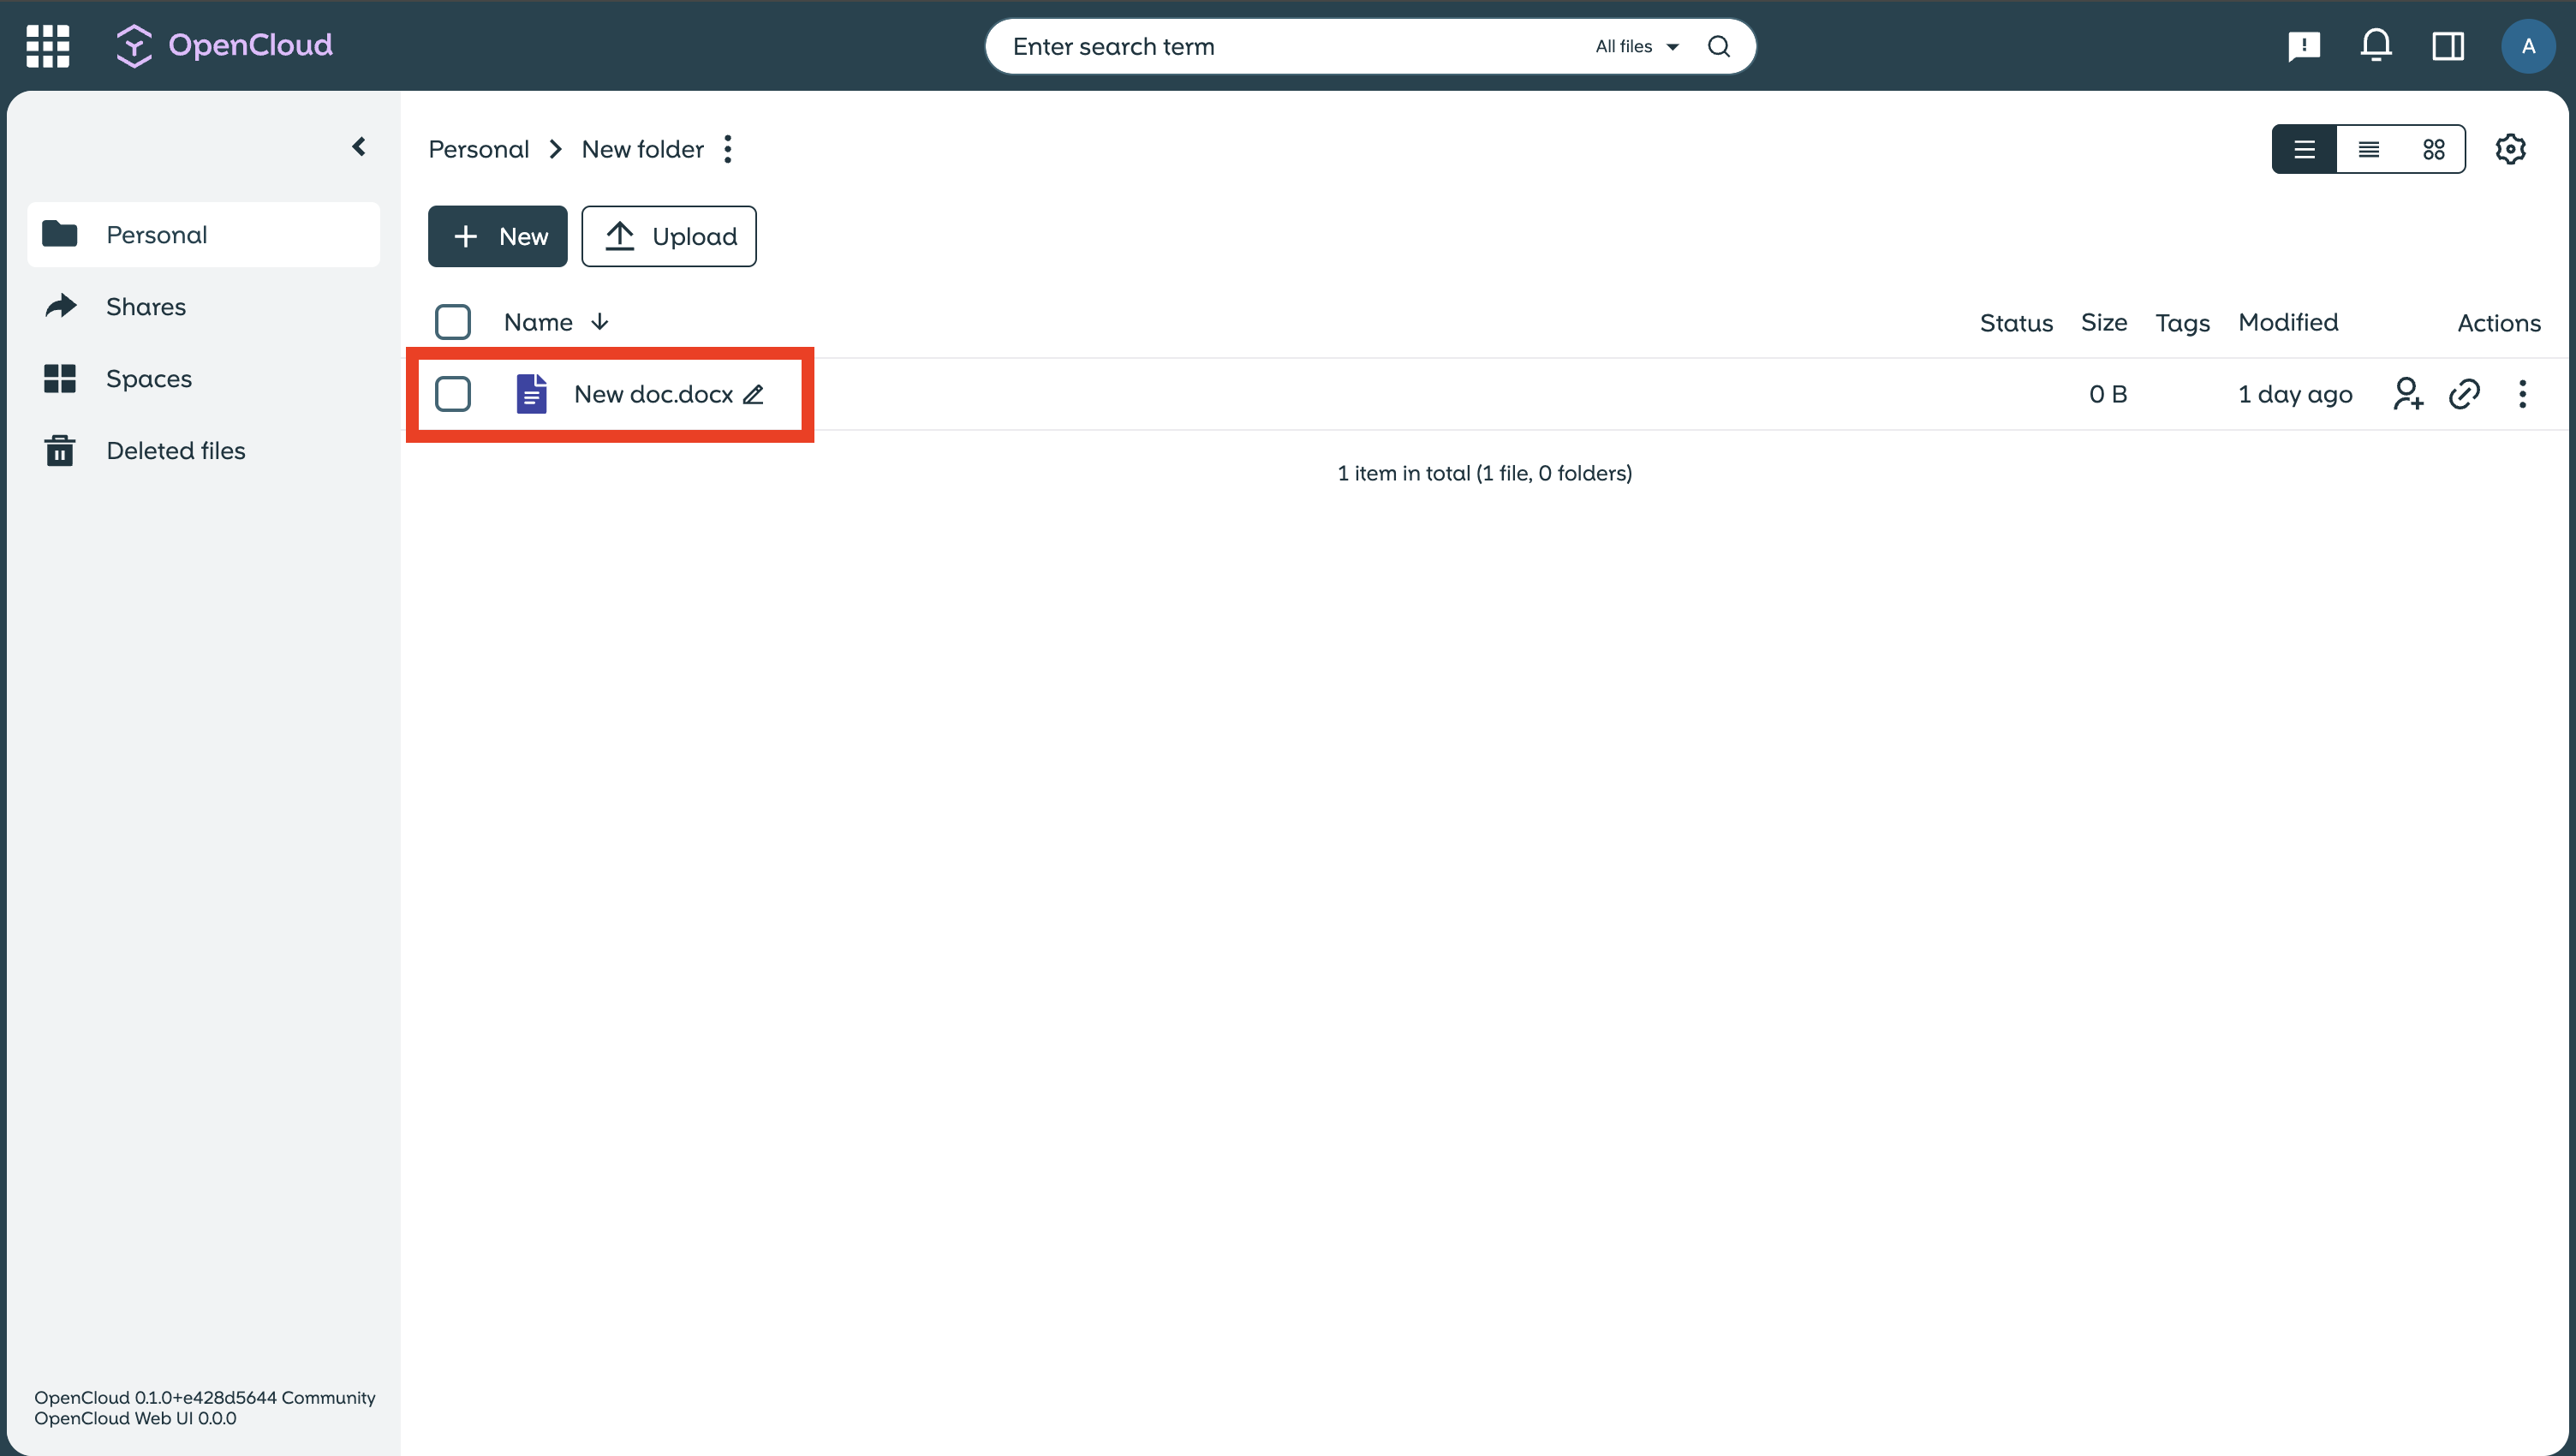 OpenCloud
Enter search term All files
A
Personal New folder
Personal
Shares
Spaces
Deleted files
New Upload
Name Status Size Tags Modified Actions
New doc.docx 0 B 1 day ago
1 item in total (1 file, 0 folders)
OpenCloud 0.1.0+e428d5644 Community
OpenCloud Web UI 0.0.0